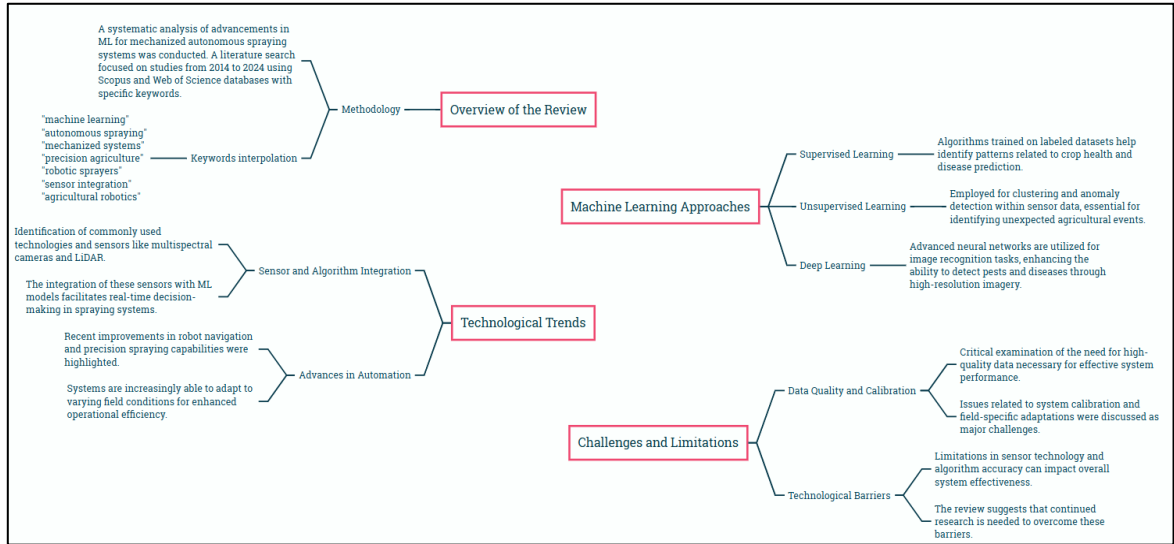 A systematic analysis of advancements in
ML for mechanized autonomous spraying
systems was conducted. A literature search
focused on studies from 2014 to 2024 using
Scopus and Web of Science databases with
specific keywords.
Methodology
Overview of the Review
"machine learning"
"autonomous spraying"
"mechanized systems"
"precision agriculture"
"robotic sprayers"
"sensor integration"
"agricultural robotics"
Keywords interpolation
Identification of commonly used
technologies and sensors like multispectral
cameras and LiDAR.
Sensor and Algorithm Integration
The integration of these sensors with ML
models facilitates real-time decision-
making in spraying systems.
Technological Trends
Recent improvements in robot navigation
and precision spraying capabilities were
highlighted.
Advances in Automation
Systems are increasingly able to adapt to
varying field conditions for enhanced
operational efficiency.
Machine Learning Approaches
Supervised Learning
Algorithms trained on labeled datasets help
identify patterns related to crop health and
disease prediction.
Unsupervised Learning
Employed for clustering and anomaly
detection within sensor data, essential for
identifying unexpected agricultural events.
Deep Learning
Advanced neural networks are utilized for
image recognition tasks, enhancing the
ability to detect pests and diseases through
high-resolution imagery.
Challenges and Limitations
Data Quality and Calibration
Critical examination of the need for high-
quality data necessary for effective system
performance.
Issues related to system calibration and
field-specific adaptations were discussed as
major challenges.
Technological Barriers
Limitations in sensor technology and
algorithm accuracy can impact overall
system effectiveness.
The review suggests that continued
research is needed to overcome these
barriers.